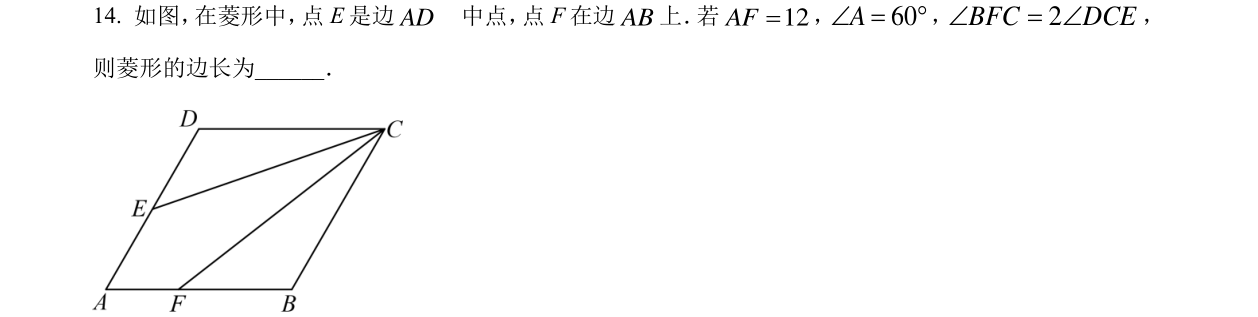 14. 如图，在菱形中，点 E 是边 AD 中点，点 F 在边 AB 上．若 AF =12，∠A = 60°，∠BFC = 2∠DCE，
则菱形的边长为______．
D
C
E
A
F
B